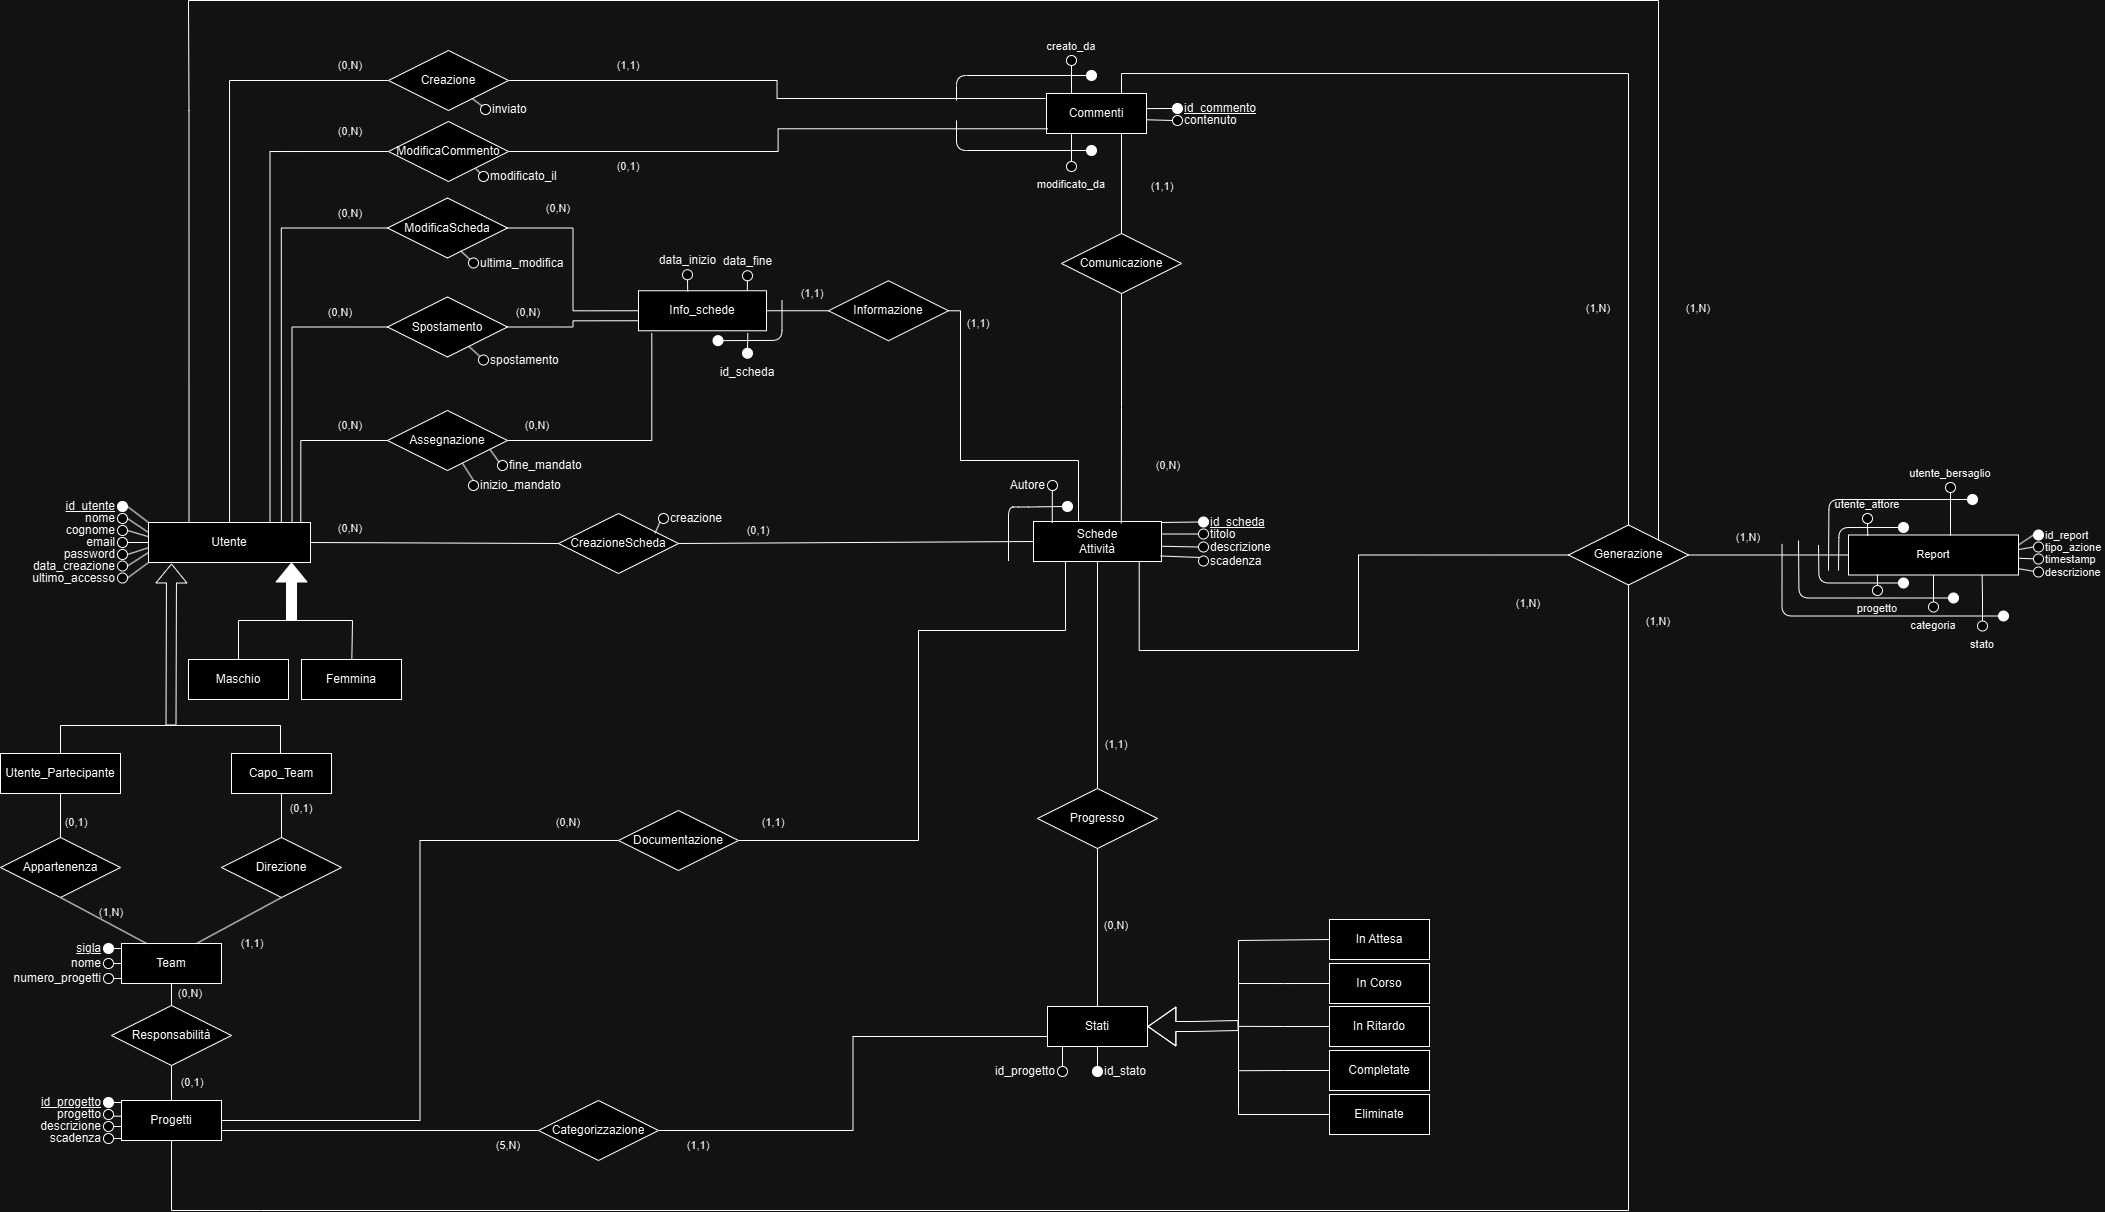 creato_da
(0,N)
(1,1)
Creazione
inviato
Commenti
id_commento
contenuto
(0,N)
ModificaCommento
(0,1)
modificato_il
modificato_da
(1,1)
(0,N)
(0,N)
ModificaScheda
ultima_modifica
Comunicazione
data_inizio
data_fine
(1,1)
Info_schede
Informazione
(1,1)
(0,N)
(0,N)
Spostamento
spostamento
id_scheda
(1,N)
(1,N)
(0,N)
(0,N)
Assegnazione
fine_mandato
inizio_mandato
(0,N)
Autore
utente_bersaglio
utente_attore
id_utente
nome
cognome
email
password
data_creazione
ultimo_accesso
Utente
(0,N)
creazione
CreazioneScheda
(0,1)
Schede
Attività
id_scheda
titolo
descrizione
scadenza
Generazione
(1,N)
Report
id_report
tipo_azione
timestamp
descrizione
(1,N)
(1,N)
progetto
categoria
stato
Maschio
Femmina
(1,1)
Utente_Partecipante
Capo_Team
(0,1)
(0,1)
(0,N)
(1,1)
Documentazione
Progresso
Appartenenza
Direzione
(1,N)
(1,1)
(0,N)
sigla
nome
numero_progetti
Team
(0,N)
Responsabilità
(0,1)
In Attesa
In Corso
In Ritardo
Completate
Eliminate
Stati
id_progetto
id_stato
id_progetto
progetto
descrizione
scadenza
Progetti
(5,N)
Categorizzazione
(1,1)